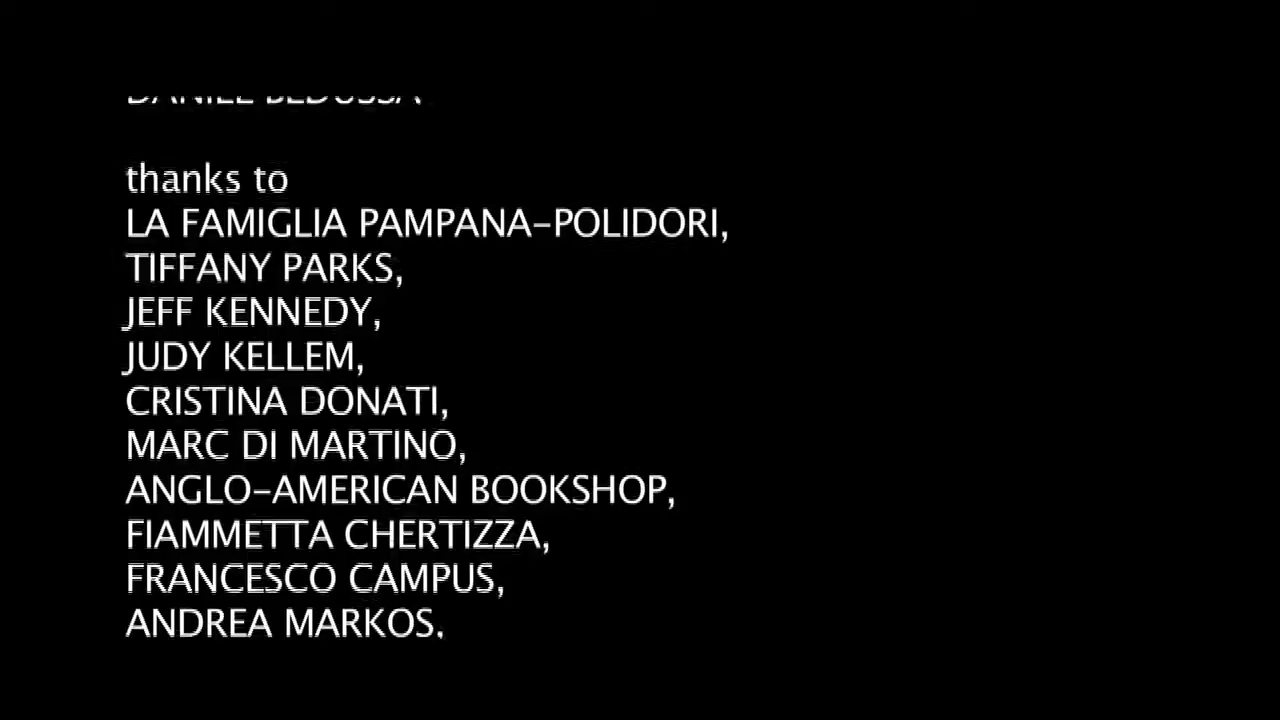 thanks to
LA FAMIGLIA PAMPANA-POLIDORI,
TIFFANY PARKS,
JEFF KENNEDY,
JUDY KELLEM,
CRISTINA DONATI,
MARC DI MARTINO,
ANGLO-AMERICAN BOOKSHOP,
FIAMMETTA CHERTIZZA,
FRANCESCO CAMPUS,
ANDREA MARKOS,